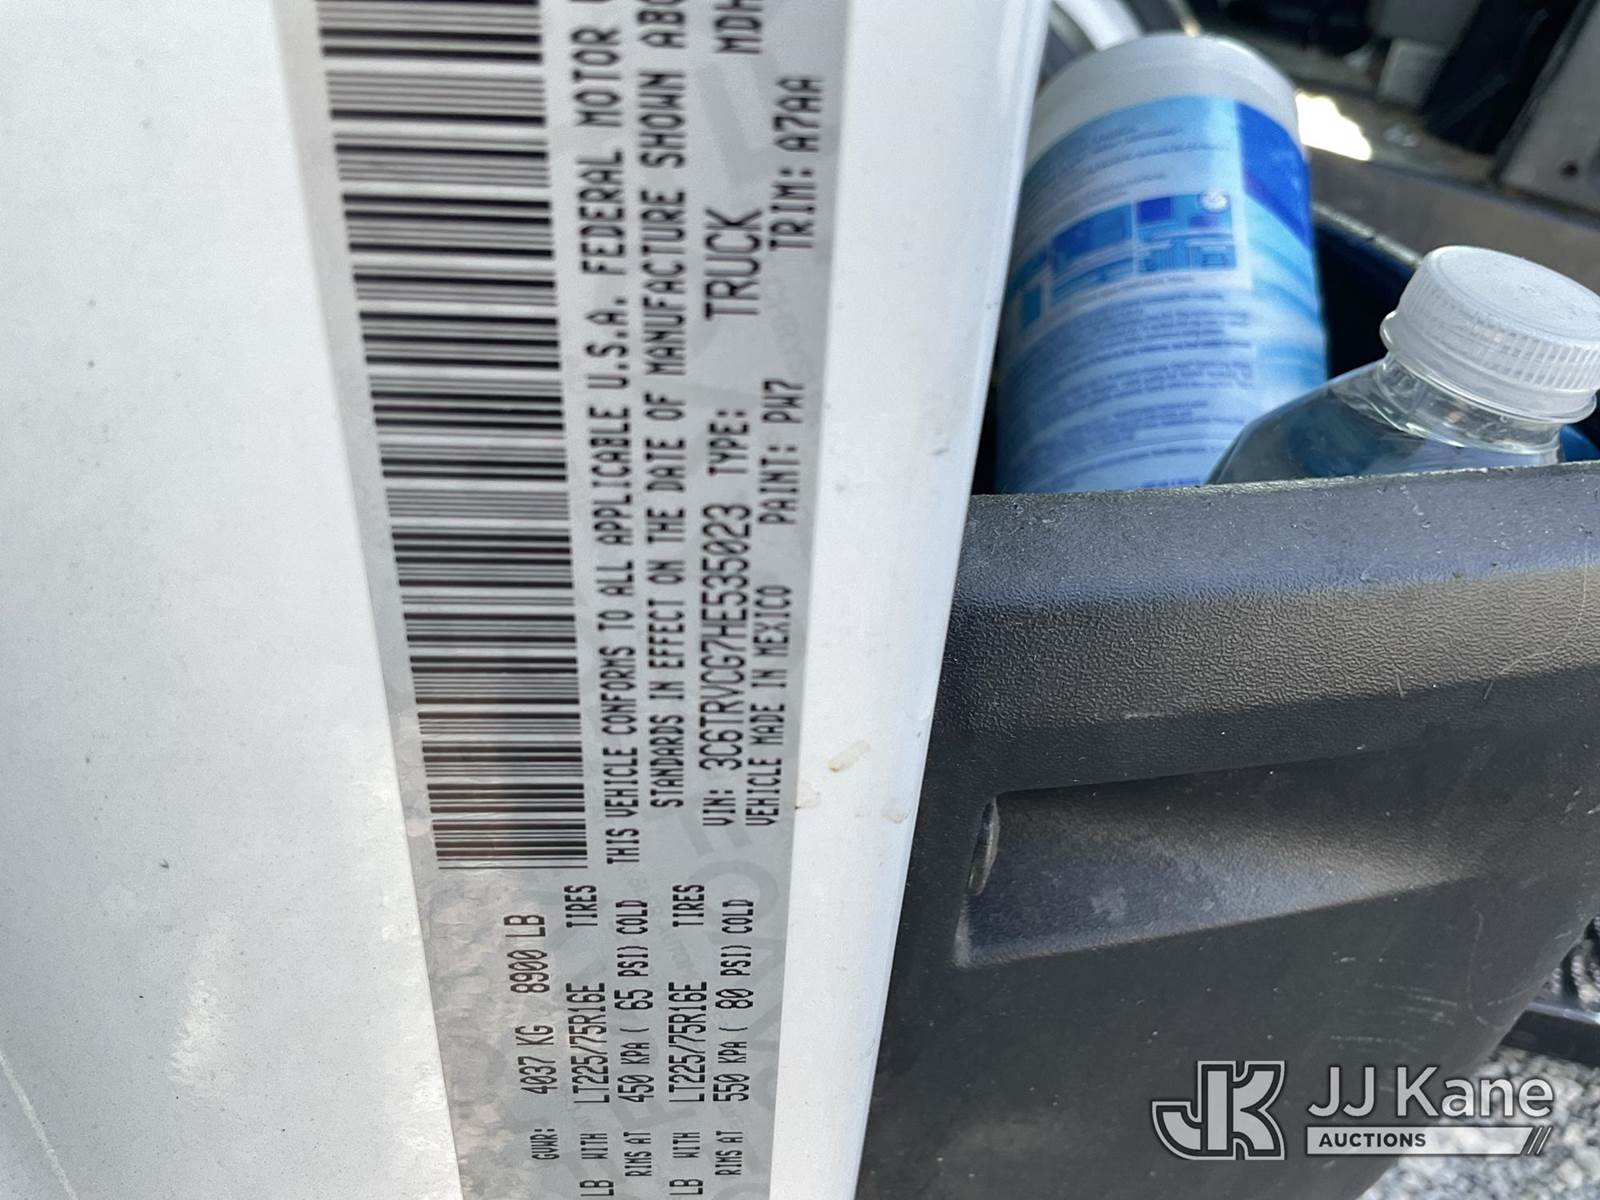 GVWR: 4037 KG 8900 LB
LB WITH LT225/75R16E TIRES
RIMS AT 450 KPA ( 65 PSI) COLD
LB WITH LT225/75R16E TIRES
RIMS AT 550 KPA ( 80 PSI) COLD
THIS VEHICLE CONFORMS TO ALL APPLICABLE U.S.A. FEDERAL MOTOR
STANDARDS IN EFFECT ON THE DATE OF MANUFACTURE SHOWN ABO
VIN: 3C6TRVCG7HE535023 TYPE: TRUCK
VEHICLE MADE IN MEXICO PAINT: PW7 TRIM: A7AA
MDH
JJ Kane
AUCTIONS